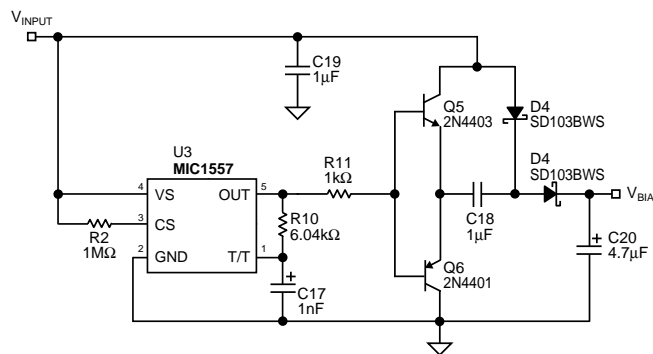 VINPUT
C19
1µF
D4
SD103BWS
Q5
2N4403
D4
SD103BWS
U3
MIC1557
R11
1kΩ
4
VS
OUT
5
VBIA
R10
6.04kΩ
C18
1µF
3
CS
R2
1MΩ
C20
4.7µF
2
GND
T/T
1
Q6
2N4401
C17
1nF